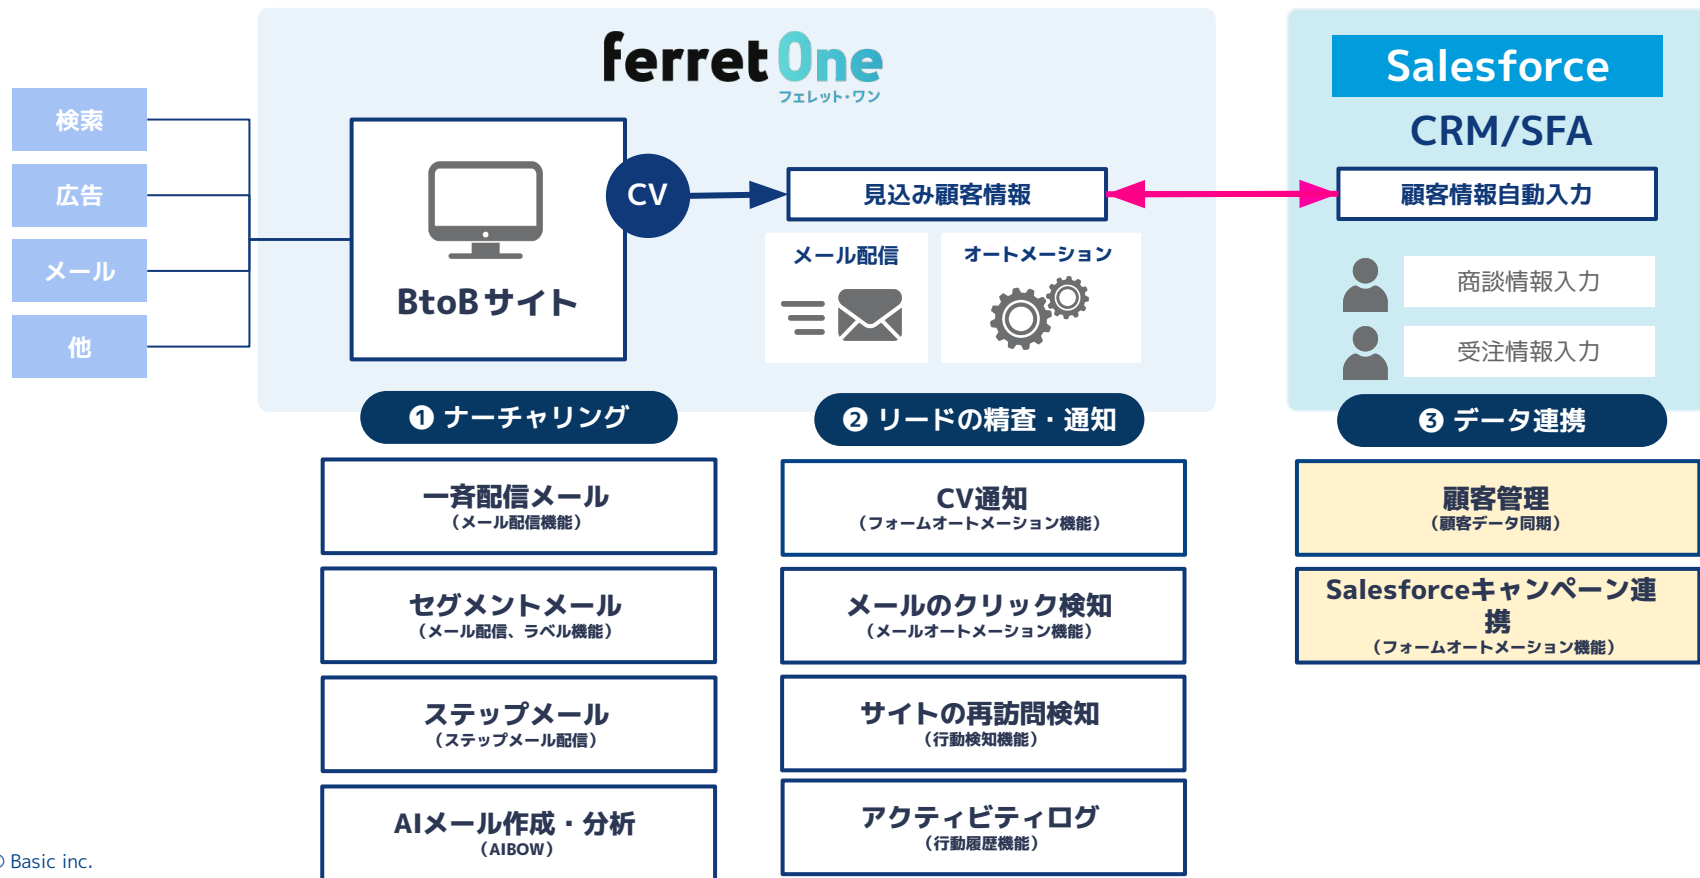 ferret One
フェレット・ワン
Salesforce
CRM/SFA
検索
広告
メール
他
BtoBサイト
CV
見込み顧客情報
メール配信
オートメーション
顧客情報自動入力
商談情報入力
受注情報入力
❶ ナーチャリング
一斉配信メール
（メール配信機能）
セグメントメール
（メール配信、ラベル機能）
ステップメール
（ステップメール配信）
AIメール作成・分析
（AIBOW）
❷ リードの精査・通知
CV通知
（フォームオートメーション機能）
メールのクリック検知
（メールオートメーション機能）
サイトの再訪問検知
（行動検知機能）
アクティビティログ
（行動履歴機能）
❸ データ連携
顧客管理
（顧客データ同期）
Salesforceキャンペーン連
携
（フォームオートメーション機能）
© Basic inc.